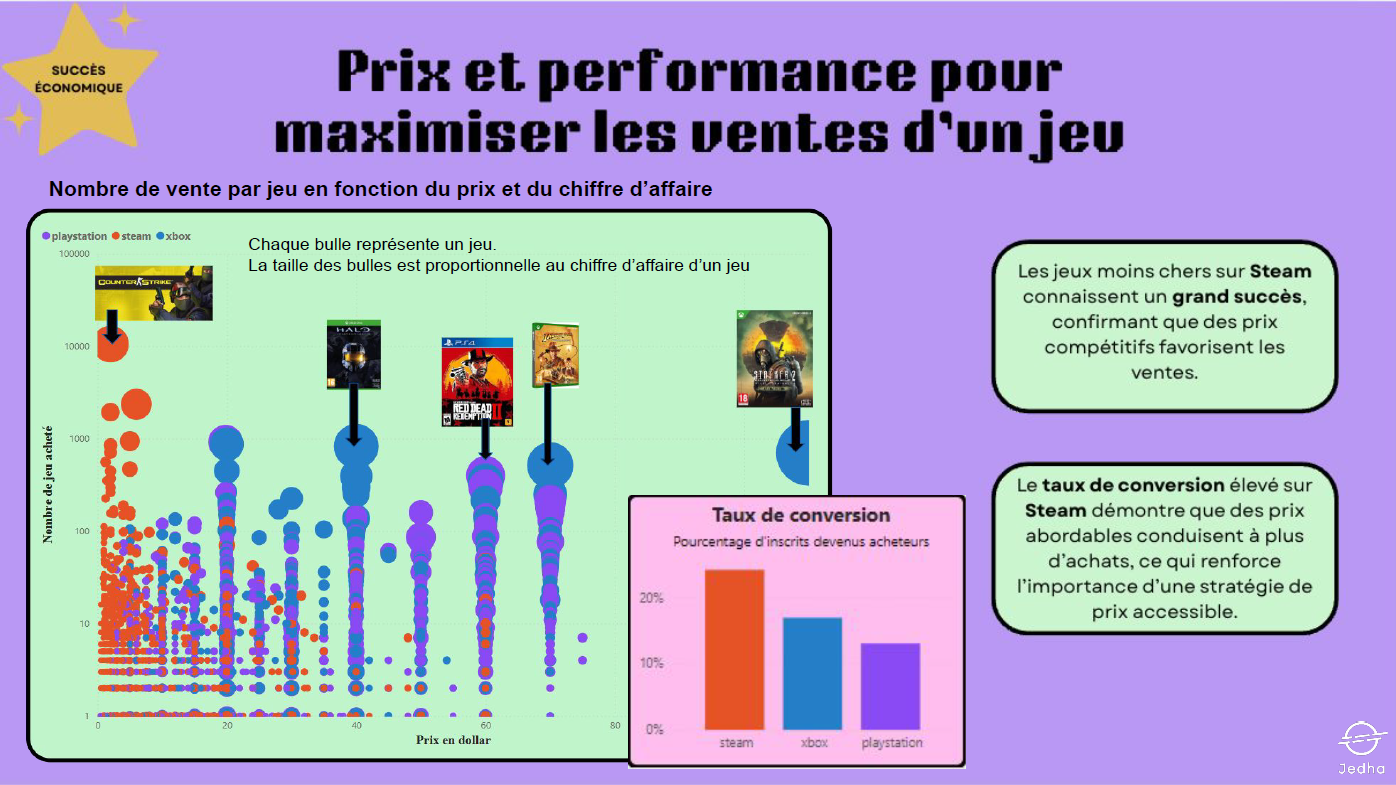 SUCCÈS
ÉCONOMIQUE
Prix et performance pour
maximiser les ventes d'un jeu
Nombre de vente par jeu en fonction du prix et du chiffre d'affaire
playstation steam xbox
Chaque bulle représente un jeu.
La taille des bulles est proportionnelle au chiffre d'affaire d'un jeu
Nombre de jeu acheté
100000
10000
1000
100
10
1
COUNTER STRIKE
HALO
PS4
RED DEAD
REDEMPTION II
STALKER 2
18
0 20 40 60 80
Prix en dollar
Taux de conversion
Pourcentage d'inscrits devenus acheteurs
20%
10%
0%
steam xbox playstation
Les jeux moins chers sur Steam
connaissent un grand succès,
confirmant que des prix
compétitifs favorisent les
ventes.
Le taux de conversion élevé sur
Steam démontre que des prix
abordables conduisent à plus
d'achats, ce qui renforce
l'importance d'une stratégie de
prix accessible.
Jedha